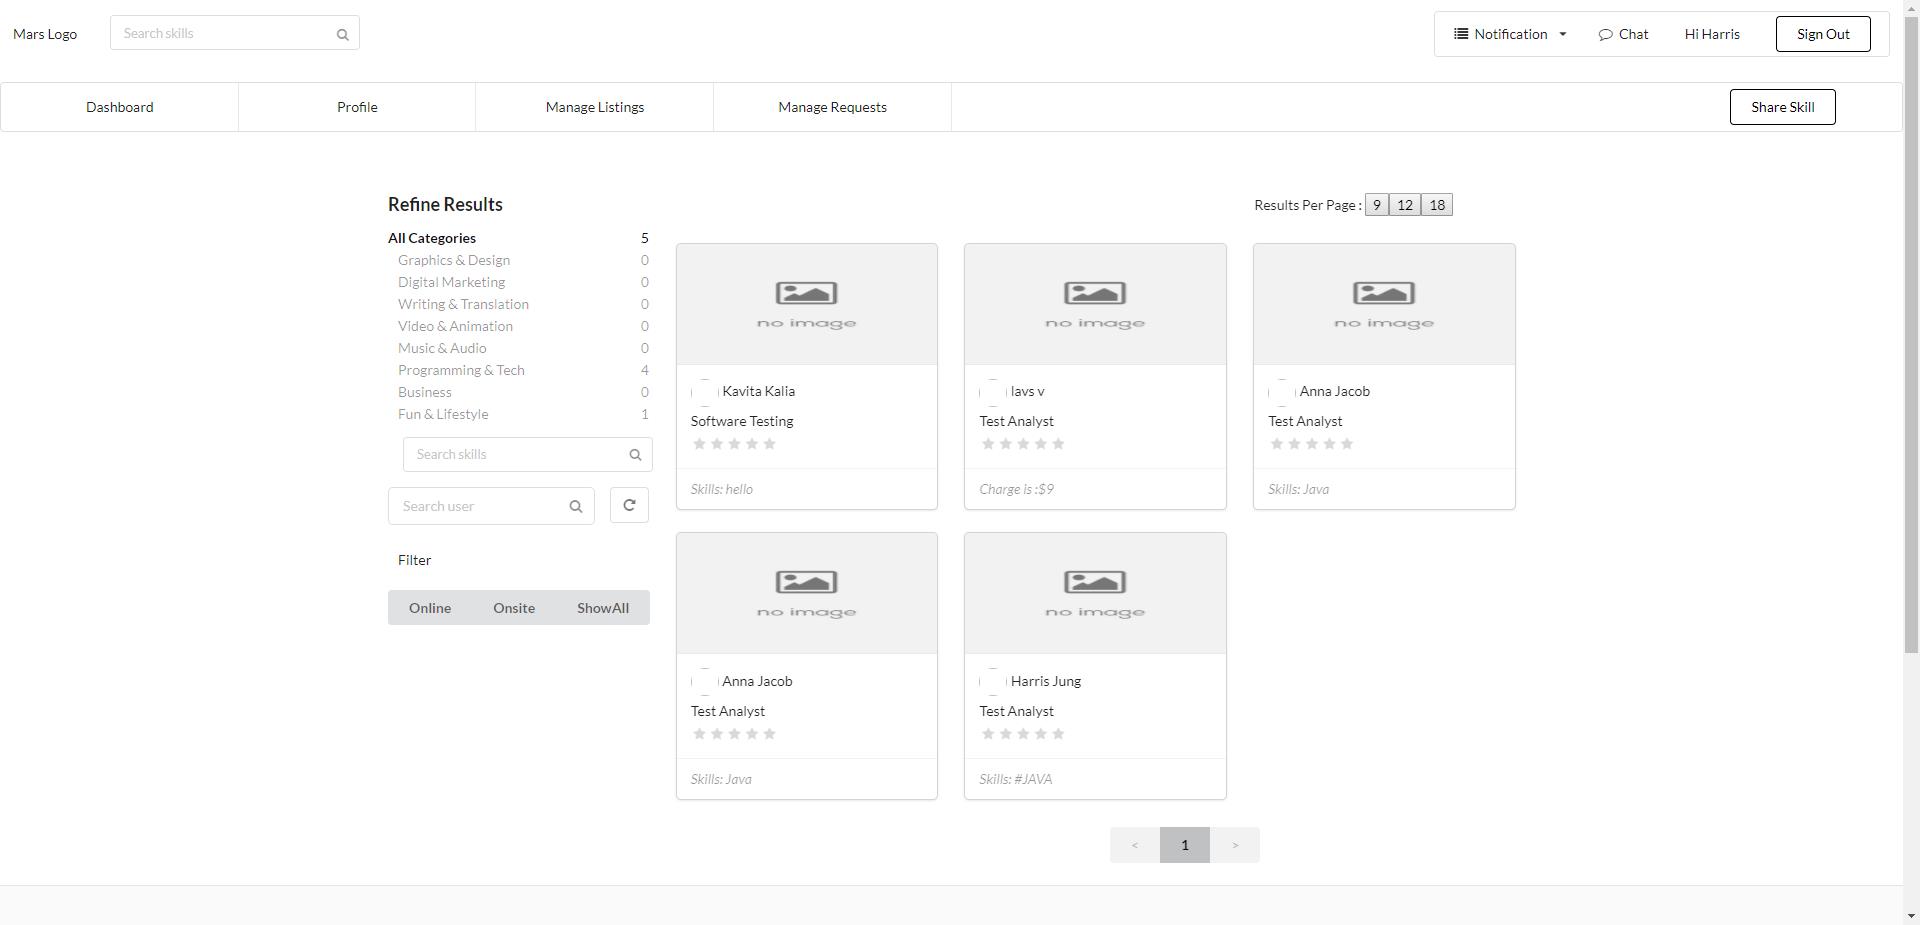 Mars Logo
Search skills
Notification
Chat
Hi Harris
Sign Out
Dashboard
Profile
Manage Listings
Manage Requests
Share Skill
Refine Results
Results Per Page : 9 12 18
All Categories 5
Graphics & Design 0
Digital Marketing 0
Writing & Translation 0
Video & Animation 0
Music & Audio 0
Programming & Tech 4
Business 0
Fun & Lifestyle 1
Search skills
Search user
Filter
Online Onsite ShowAll
no image
Kavita Kalia
Software Testing
Skills: hello
no image
lavs v
Test Analyst
Charge is :$9
no image
Anna Jacob
Test Analyst
Skills: Java
no image
Anna Jacob
Test Analyst
Skills: Java
no image
Harris Jung
Test Analyst
Skills: #JAVA
< 1 >